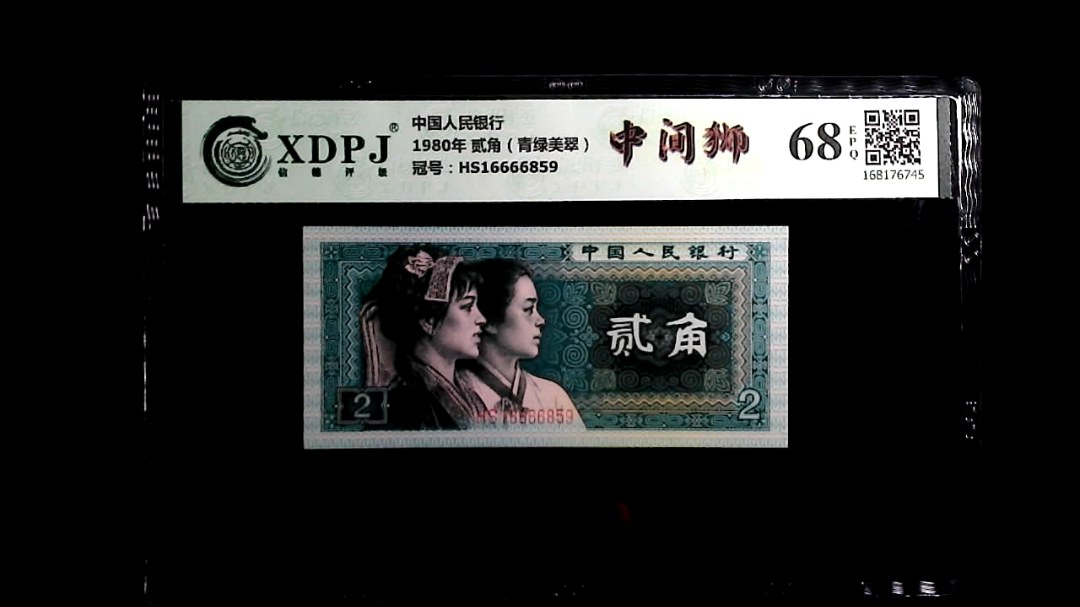 XDPJ®
信德评级
中国人民银行
1980年 贰角（青绿美翠）
冠号：HS16666859
中间狮
68
EPQ
168176745
中国人民银行
贰角
2
2
HS16666859